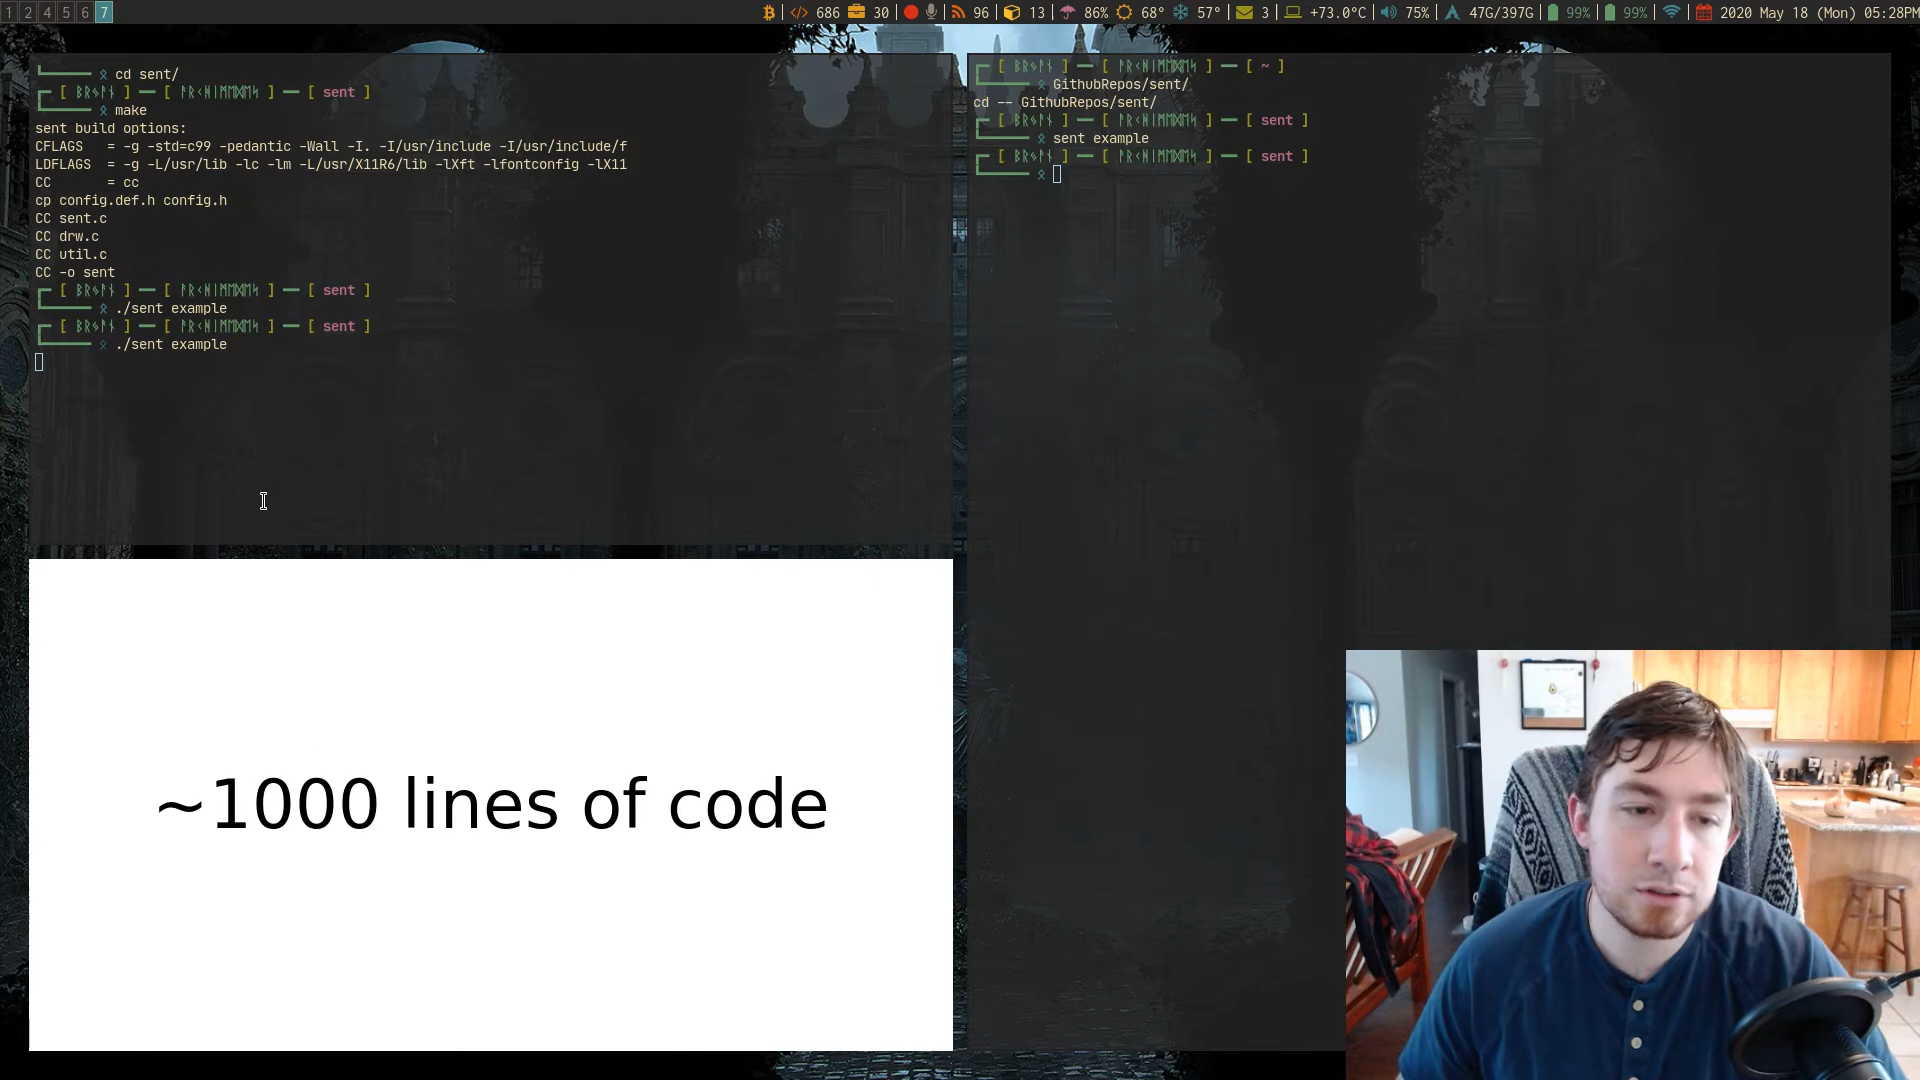 1 2 4 5 6 7
686 30 96 13 86% 68° 57° 3 +73.0°C 75% 47G/397G 99% 99% 2020 May 18 (Mon) 05:28PM
cd sent/
[ sent ]
make
sent build options:
CFLAGS   = -g -std=c99 -pedantic -Wall -I. -I/usr/include -I/usr/include/f
LDFLAGS  = -g -L/usr/lib -lc -lm -L/usr/X11R6/lib -lXft -lfontconfig -lX11
CC       = cc
cp config.def.h config.h
CC sent.c
CC drw.c
CC util.c
CC -o sent
[ sent ]
./sent example
[ sent ]
./sent example
~1000 lines of code
[ ~ ]
GithubRepos/sent/
cd -- GithubRepos/sent/
[ sent ]
sent example
[ sent ]